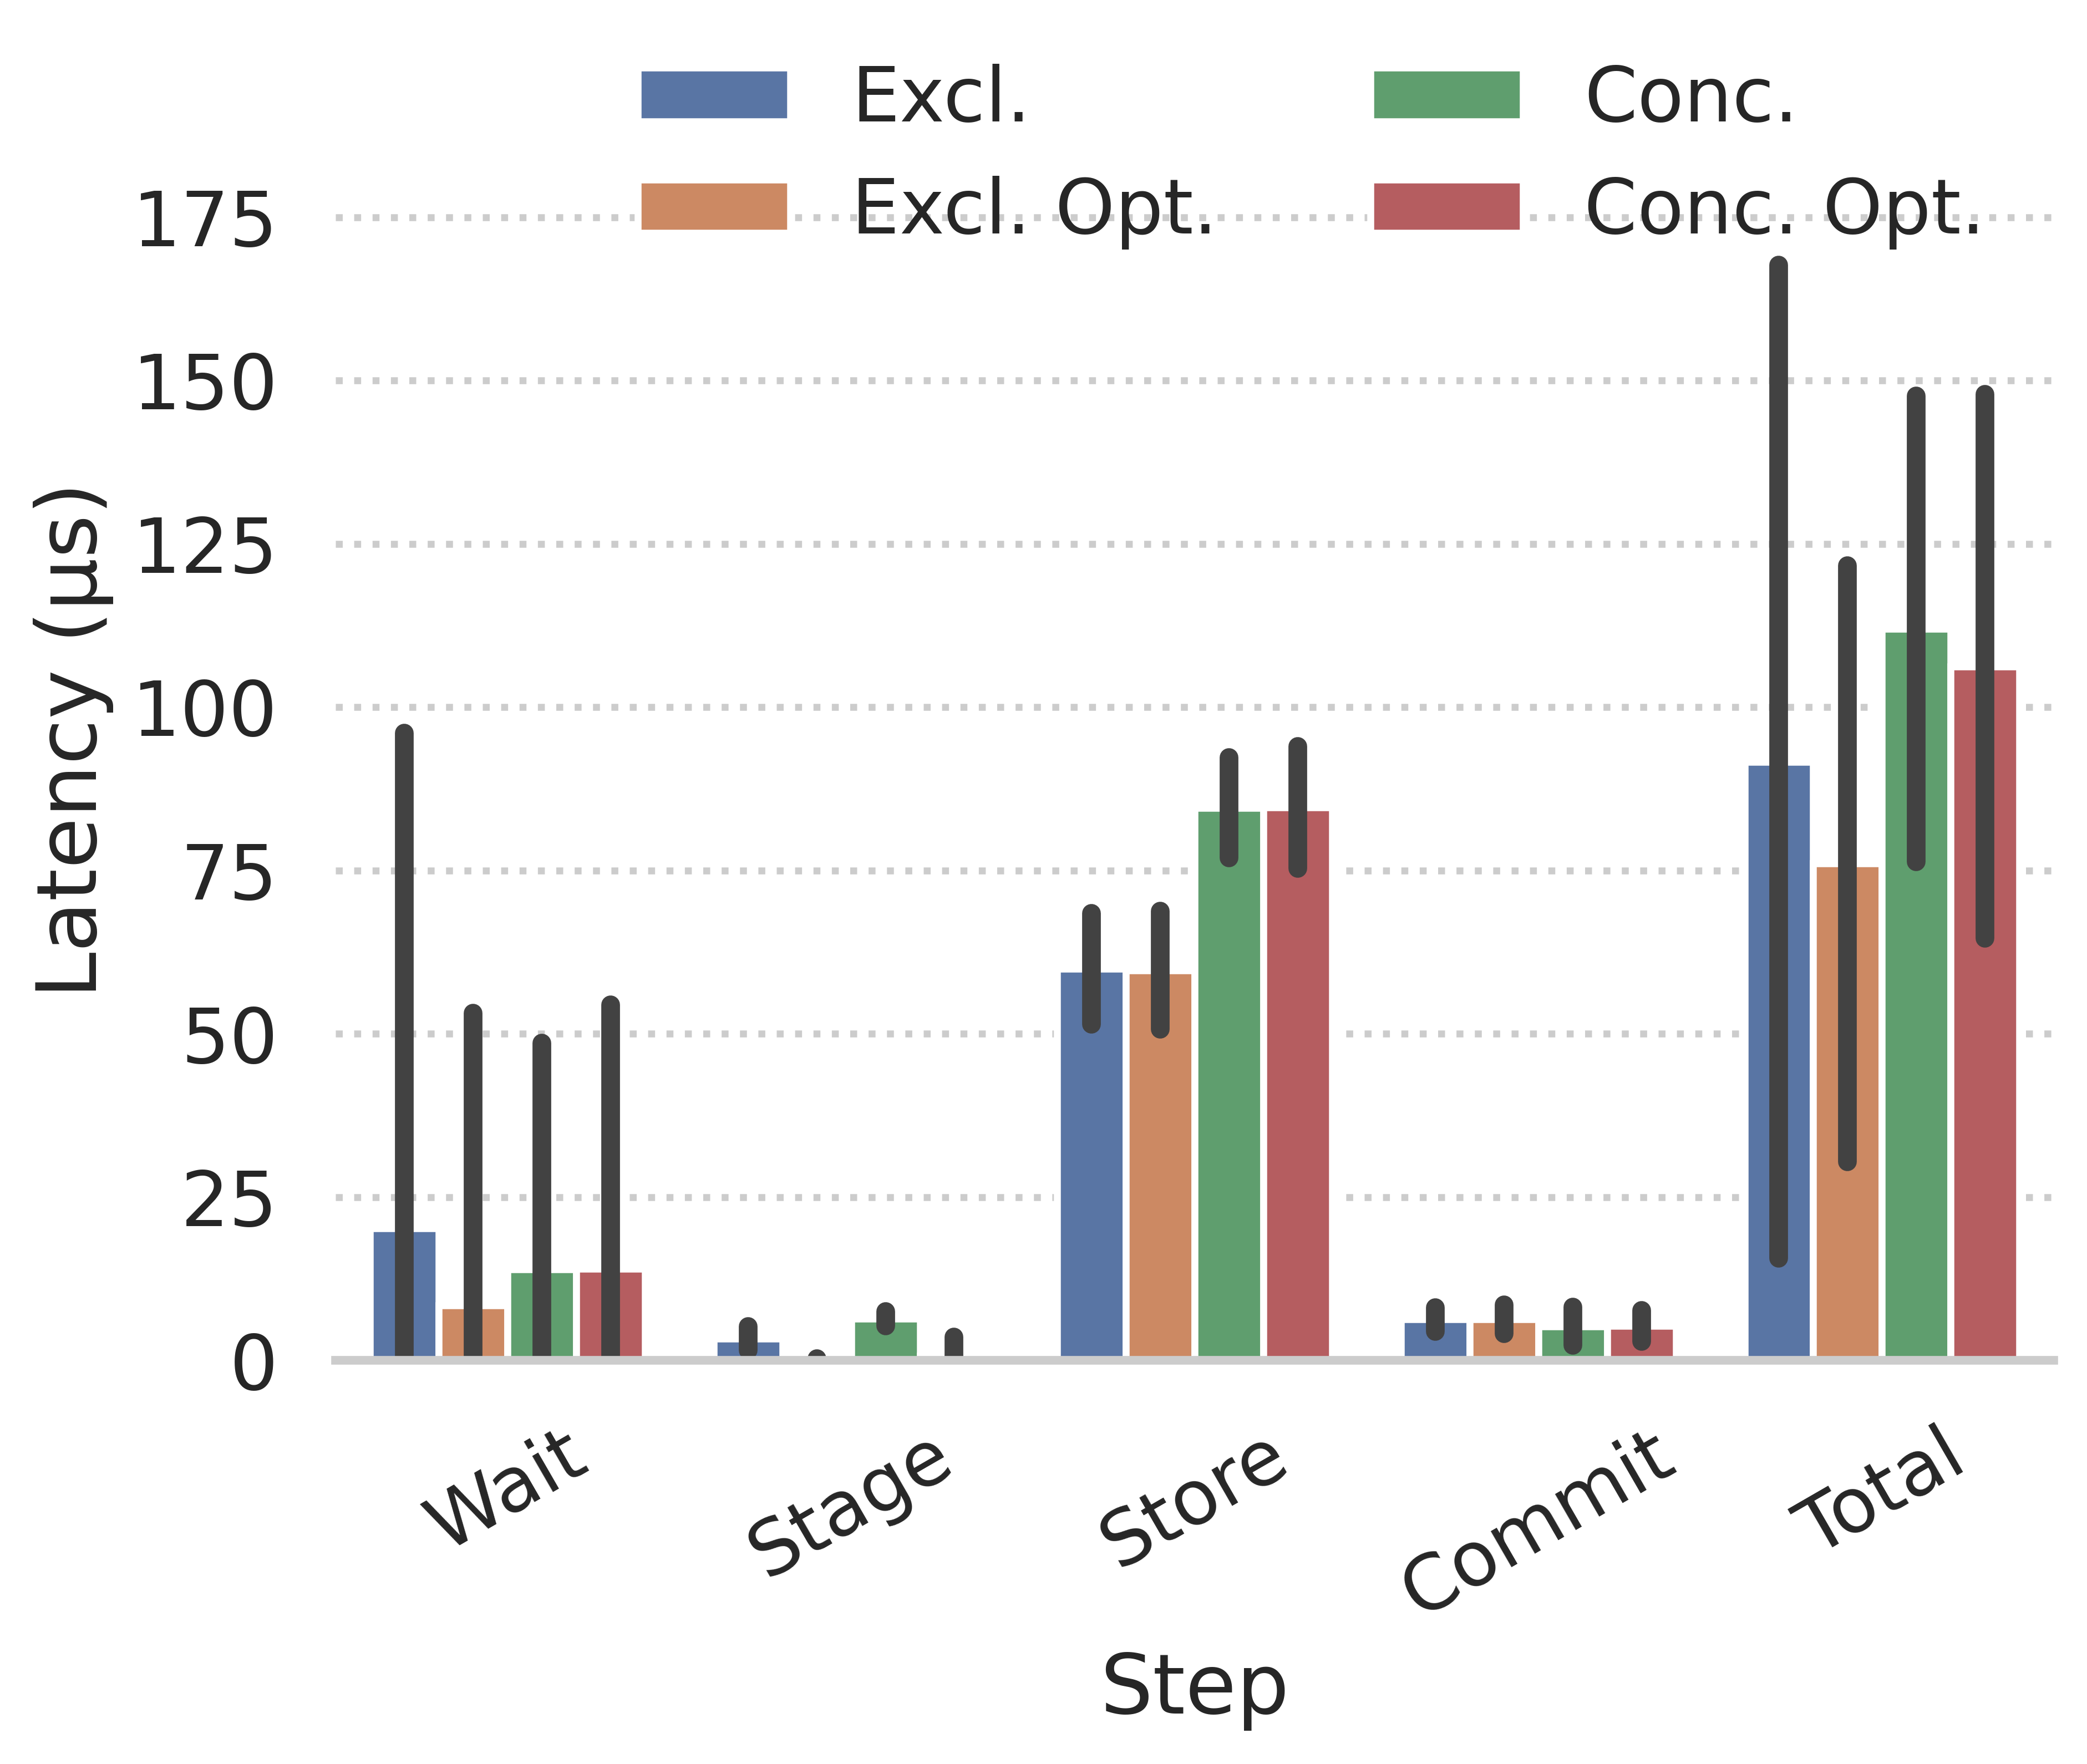 Excl.
Conc.
Excl. Opt.
Conc. Opt.
175
150
125
100
75
50
25
0
Latency (µs)
Wait
Stage
Store
Commit
Total
Step